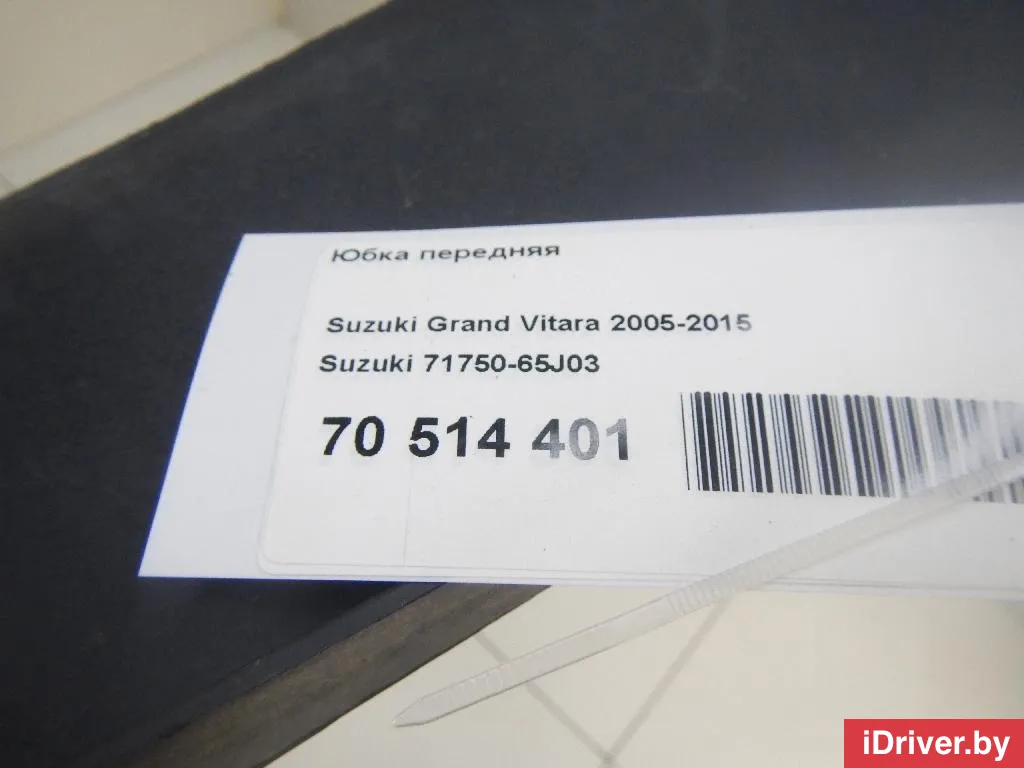 Юбка передняя
Suzuki Grand Vitara 2005-2015
Suzuki 71750-65J03
70 514 401
iDriver.by